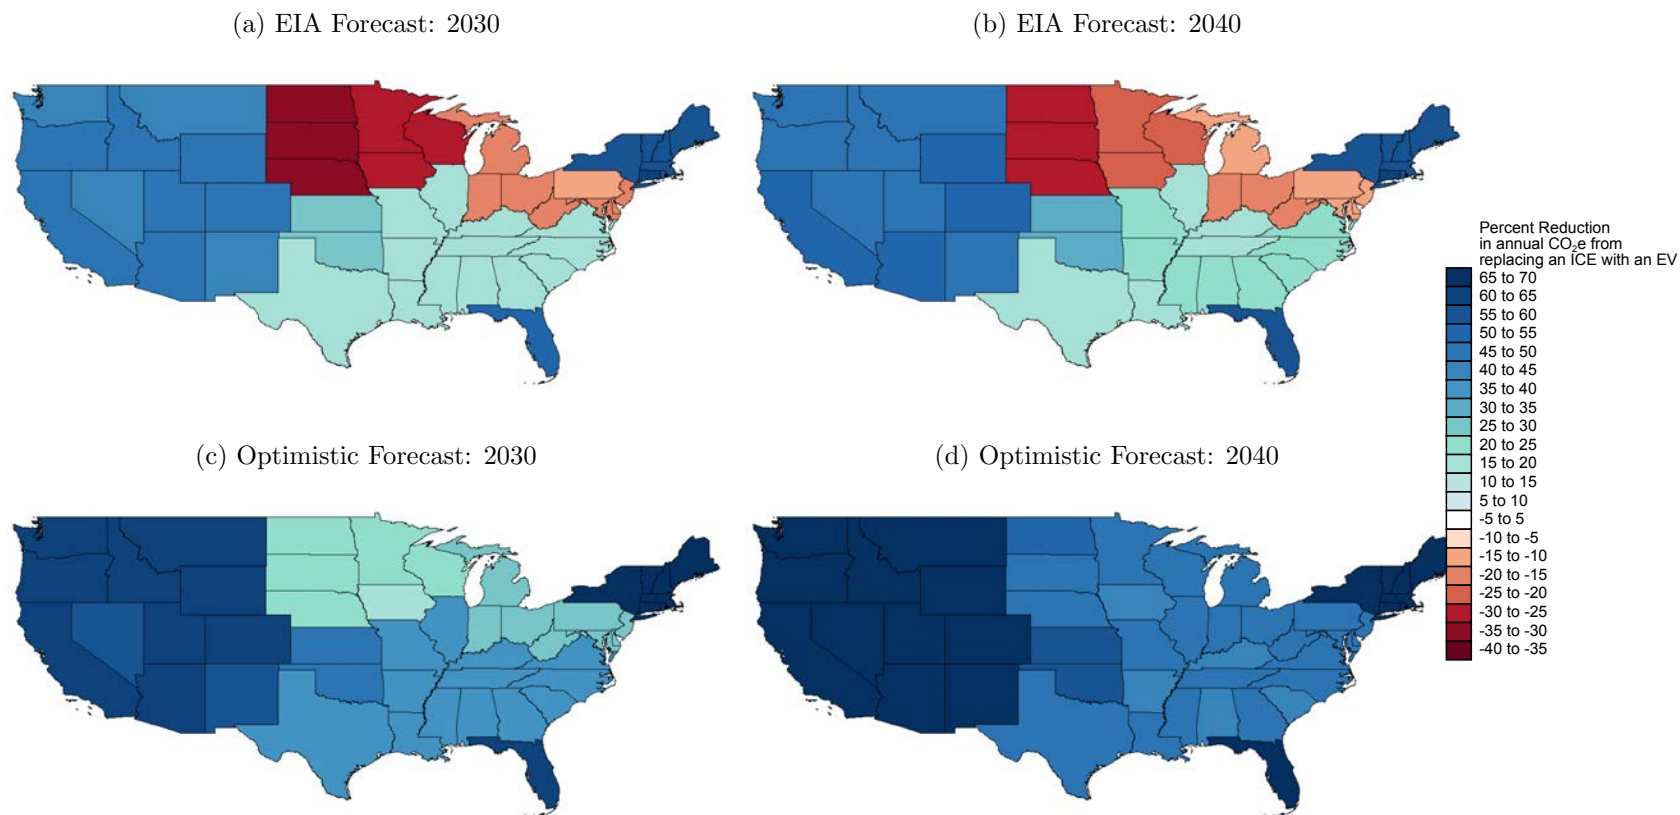 (a) EIA Forecast: 2030
(b) EIA Forecast: 2040
Percent Reduction
in annual CO₂e from
replacing an ICE with an EV
65 to 70
60 to 65
55 to 60
50 to 55
45 to 50
40 to 45
35 to 40
30 to 35
25 to 30
20 to 25
15 to 20
10 to 15
5 to 10
-5 to 5
-10 to -5
-15 to -10
-20 to -15
-25 to -20
-30 to -25
-35 to -30
-40 to -35
(c) Optimistic Forecast: 2030
(d) Optimistic Forecast: 2040